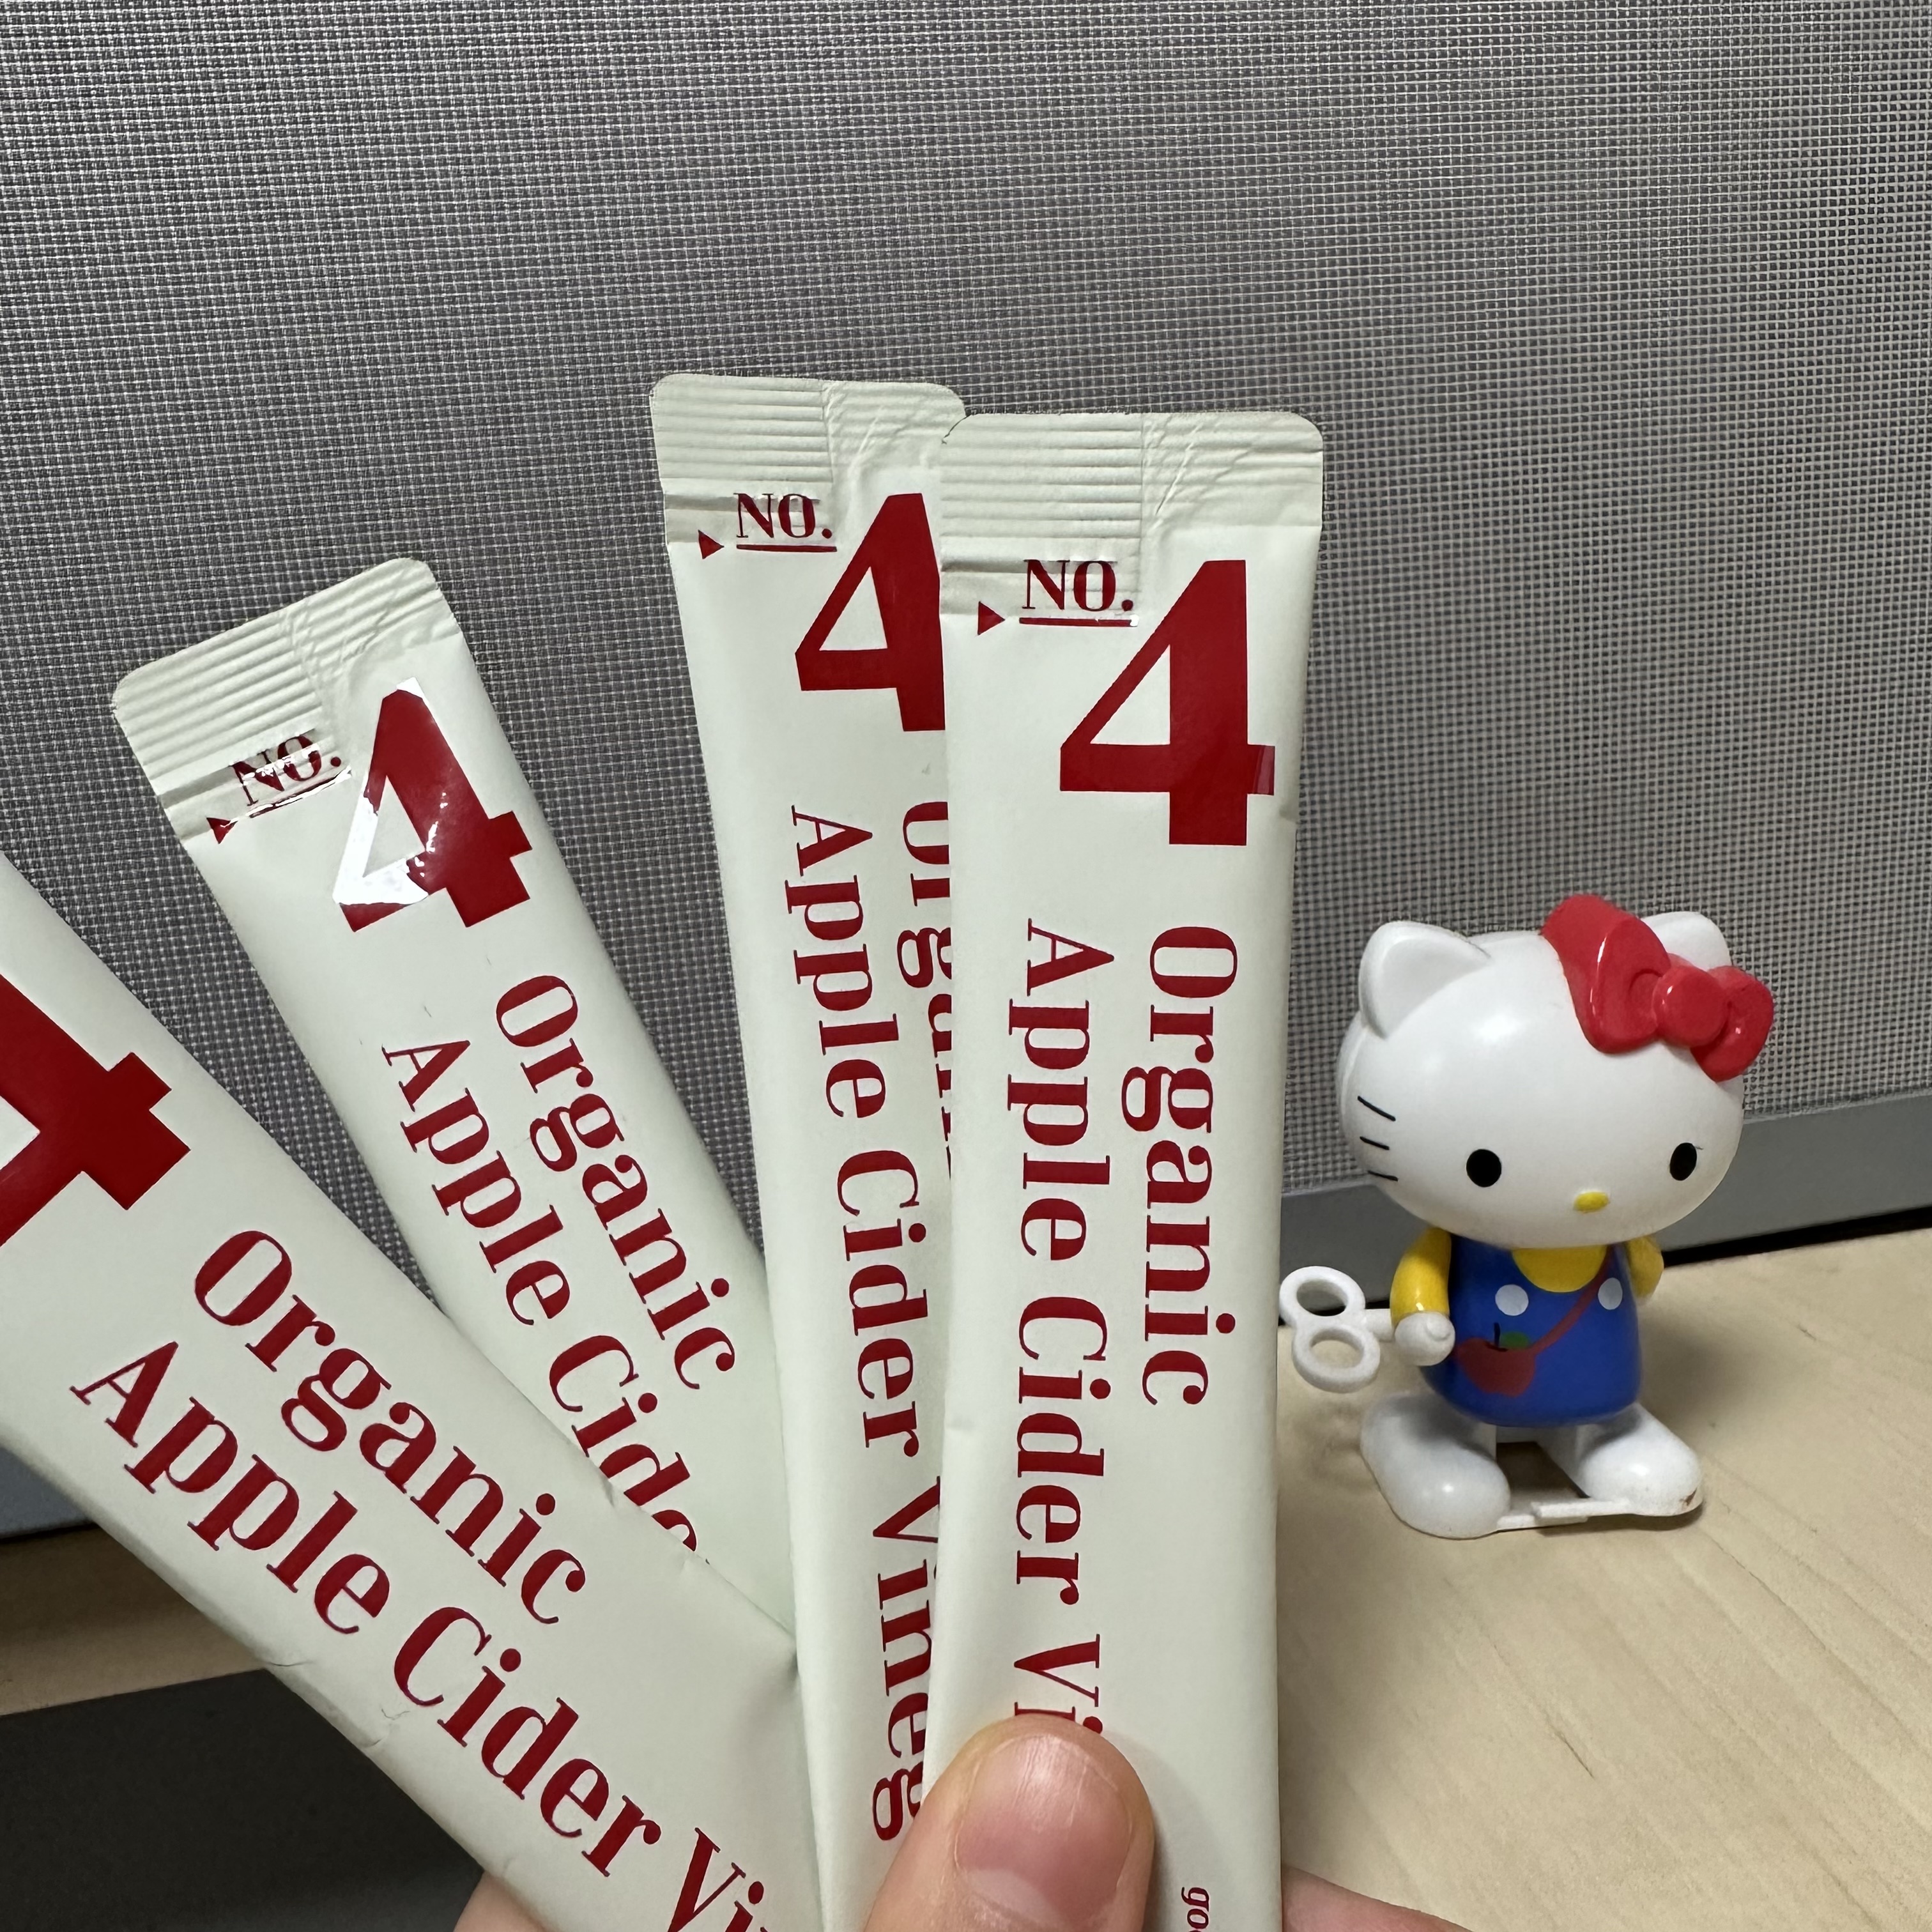 4
Organic
Apple Cider Vi
NO.
4
Organic
Apple Cide
NO.
4
Organi
Apple Cider Vineg
NO.
4
Organic
Apple Cider Vi